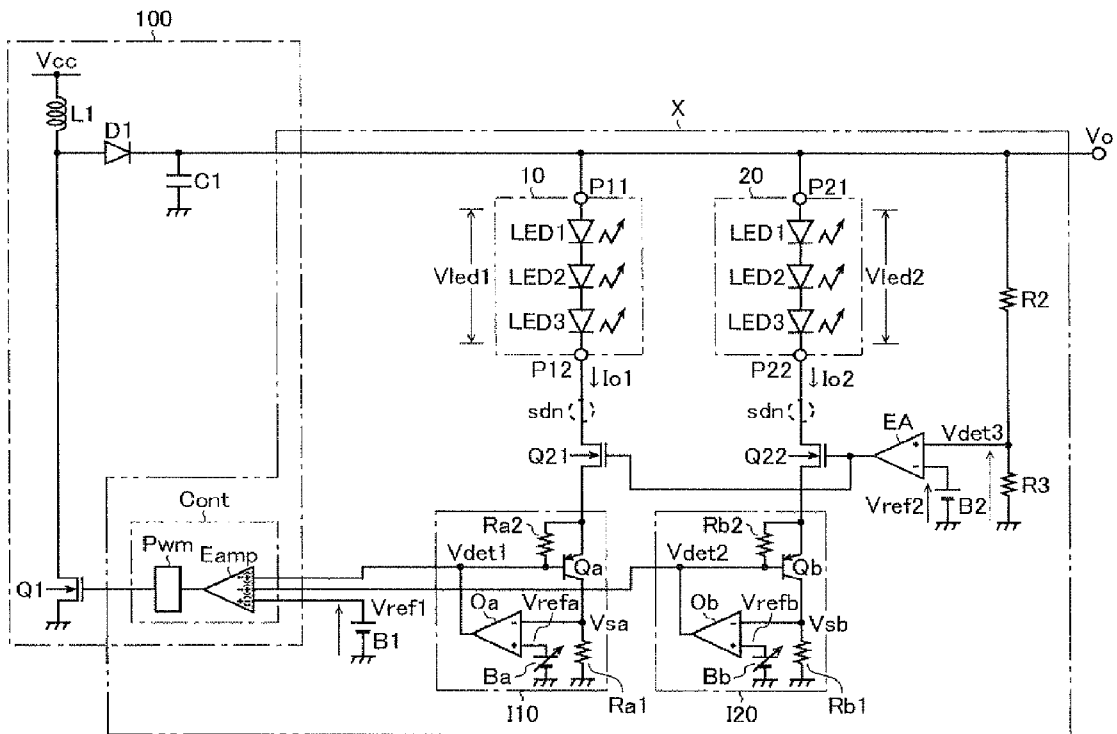 100
Vcc
L1
D1
C1
X
Vo
10
P11
20
P21
LED1
LED1
Vled1
LED2
Vled2
LED2
LED3
LED3
R2
P12
Io1
P22
Io2
sdn
sdn
EA
Vdet3
Q21
Q22
Vref2
B2
R3
Cont
Pwm
Eamp
Ra2
Rb2
Vdet1
Vdet2
Qa
Qb
Q1
Vref1
B1
Oa
Vrefa
Vsa
Ob
Vrefb
Vsb
Ba
Ra1
Bb
Rb1
I10
I20